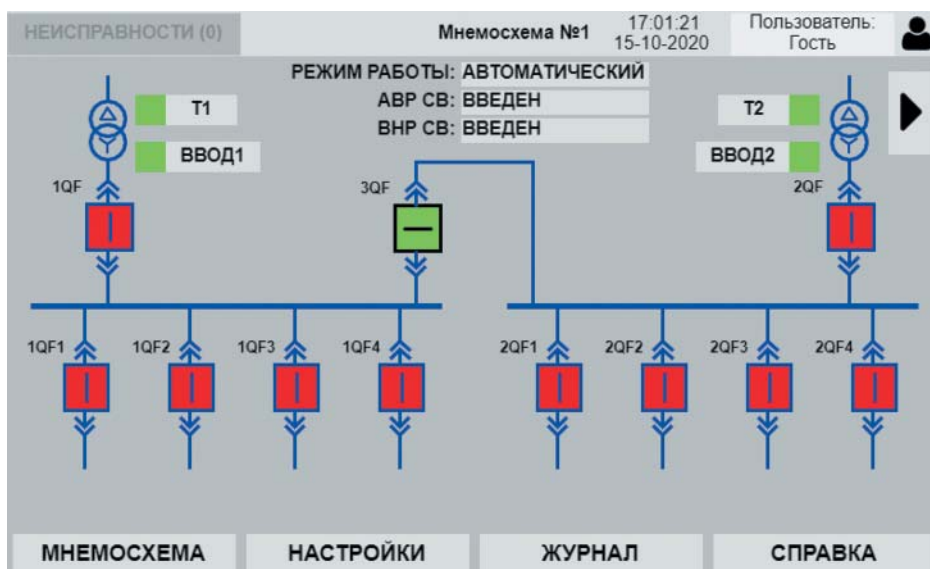 НЕИСПРАВНОСТИ (0)
Мнемосхема №1
17:01:21
15-10-2020
Пользователь:
Гость
РЕЖИМ РАБОТЫ: АВТОМАТИЧЕСКИЙ
АВР СВ: ВВЕДЕН
ВНР СВ: ВВЕДЕН
Т1
Т2
ВВОД1
ВВОД2
1QF
3QF
2QF
1QF1
1QF2
1QF3
1QF4
2QF1
2QF2
2QF3
2QF4
МНЕМОСХЕМА
НАСТРОЙКИ
ЖУРНАЛ
СПРАВКА